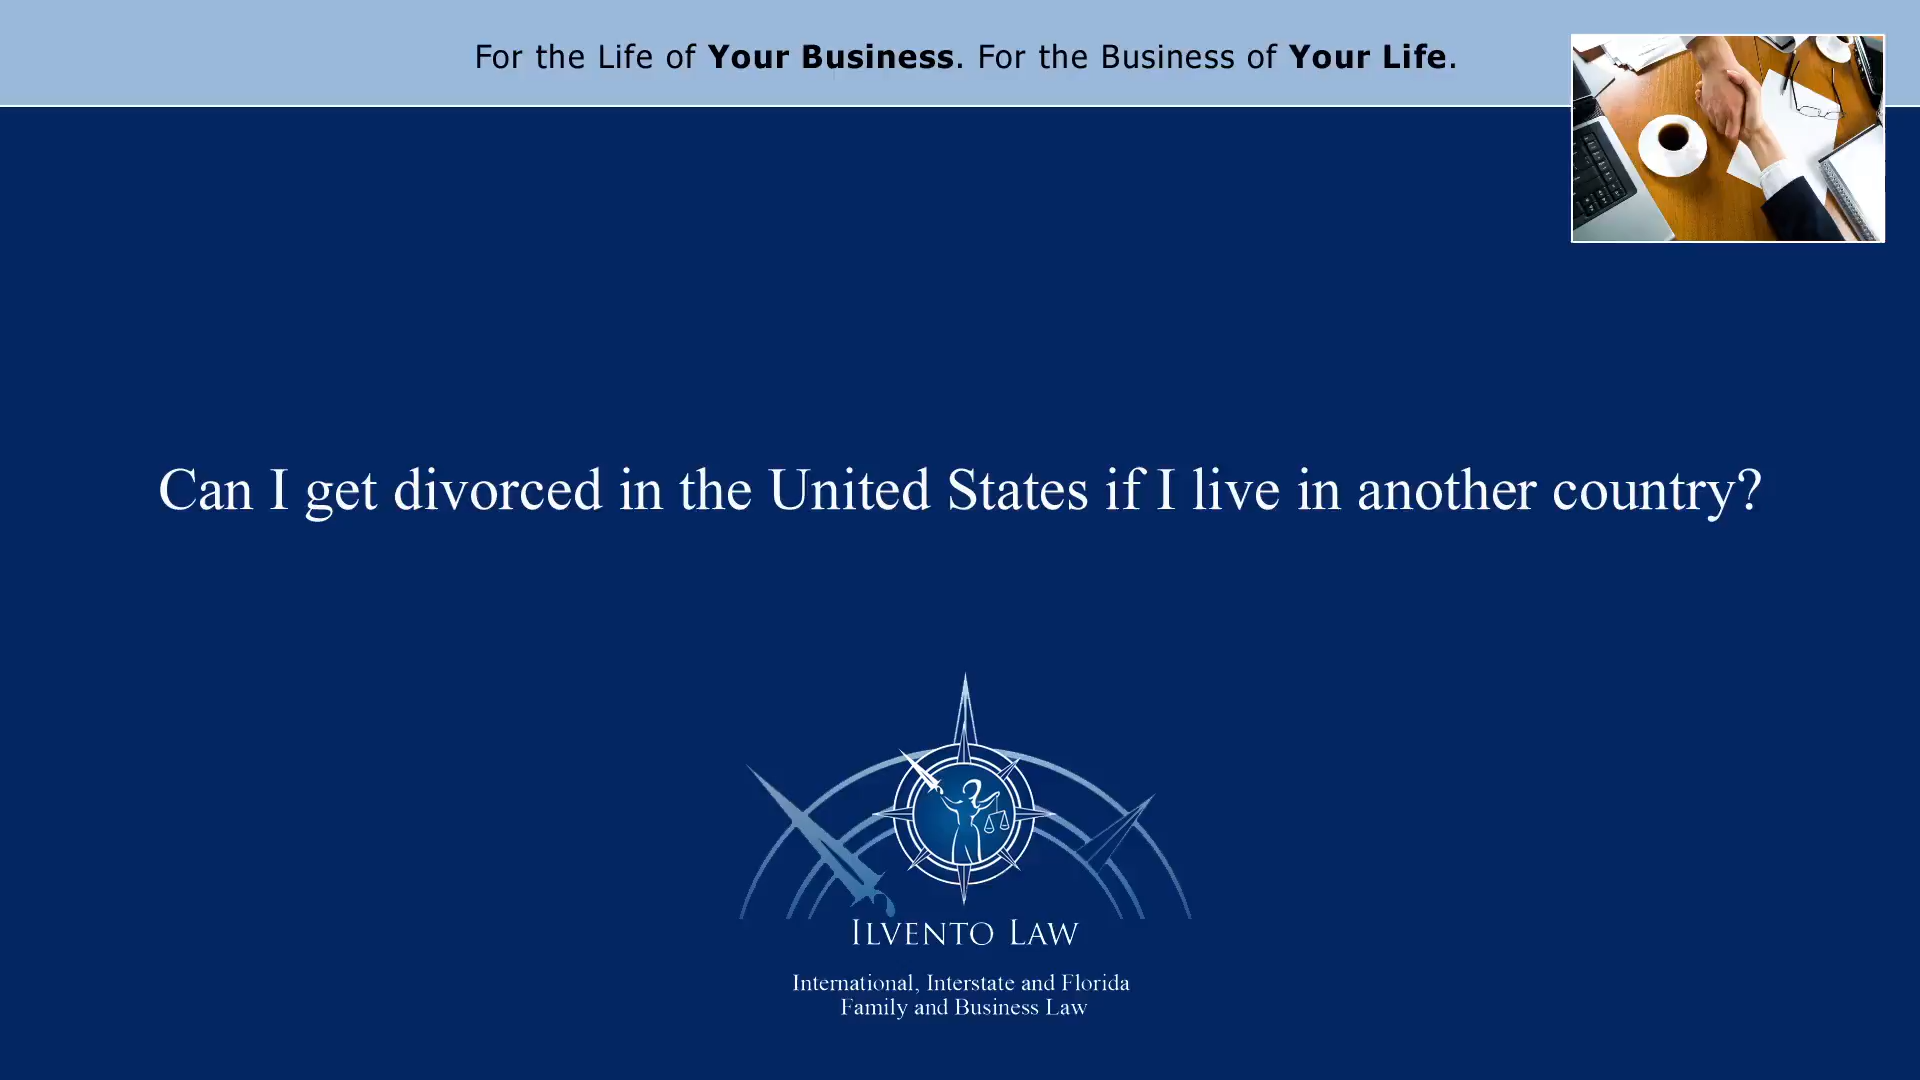 For the Life of Your Business. For the Business of Your Life.
Can I get divorced in the United States if I live in another country?
ILVENTO LAW
International, Interstate and Florida
Family and Business Law